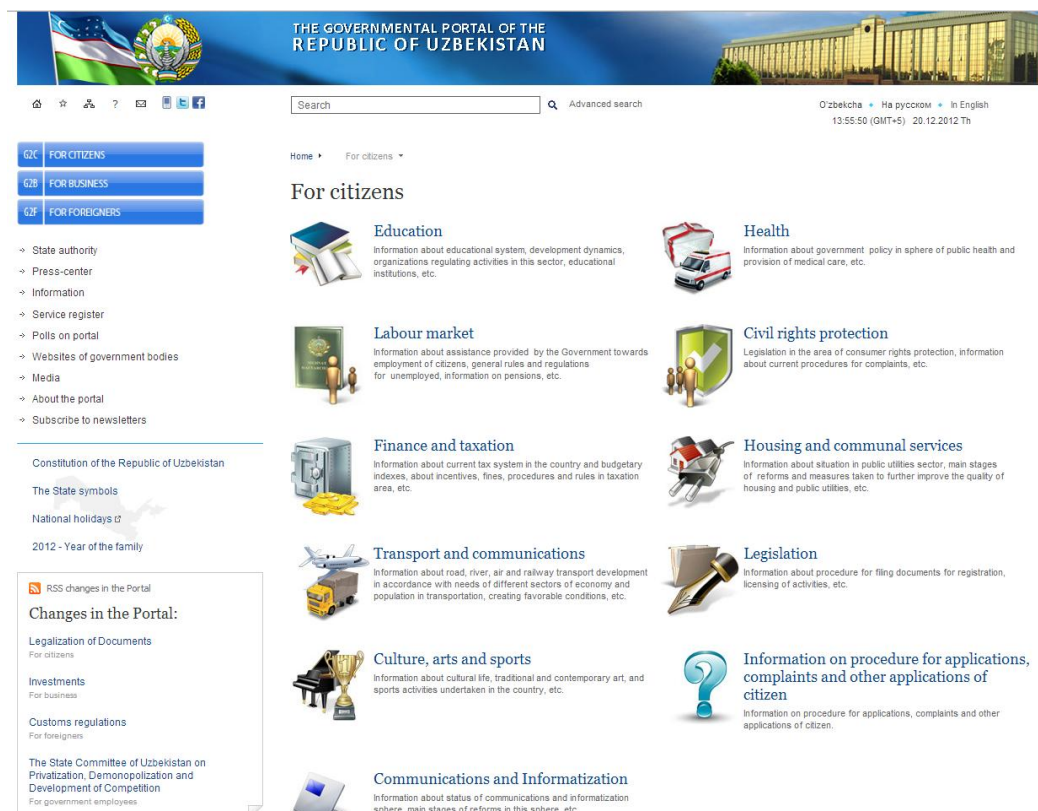 THE GOVERNMENTAL PORTAL OF THE
REPUBLIC OF UZBEKISTAN
Search
Advanced search
O'zbekcha • На русском • In English
13:55:50 (GMT+5) 20.12.2012 Th
G2C FOR CITIZENS
G2B FOR BUSINESS
G2F FOR FOREIGNERS
State authority
Press-center
Information
Service register
Polls on portal
Websites of government bodies
Media
About the portal
Subscribe to newsletters
Constitution of the Republic of Uzbekistan
The State symbols
National holidays
2012 - Year of the family
RSS changes in the Portal
Changes in the Portal:
Legalization of Documents
For citizens
Investments
For business
Customs regulations
For foreigners
The State Committee of Uzbekistan on
Privatization, Demonopolization and
Development of Competition
For government employees
Home For citizens
For citizens
Education
Information about educational system, development dynamics,
organizations regulating activities in this sector, educational
institutions, etc.
Health
Information about government policy in sphere of public health and
provision of medical care, etc.
Labour market
Information about assistance provided by the Government towards
employment of citizens, general rules and regulations
for unemployed, information on pensions, etc.
Civil rights protection
Legislation in the area of consumer rights protection, information
about current procedures for complaints, etc.
Finance and taxation
Information about current tax system in the country and budgetary
indexes, about incentives, fines, procedures and rules in taxation
area, etc.
Housing and communal services
Information about situation in public utilities sector, main stages
of reforms and measures taken to further improve the quality of
housing and public utilities, etc.
Transport and communications
Information about road, river, air and railway transport development
in accordance with needs of different sectors of economy and
population in transportation, creating favorable conditions, etc.
Legislation
Information about procedure for filing documents for registration,
licensing of activities, etc.
Culture, arts and sports
Information about cultural life, traditional and contemporary art, and
sports activities undertaken in the country, etc.
Information on procedure for applications,
complaints and other applications of
citizen
Information on procedure for applications, complaints and other
applications of citizen.
Communications and Informatization
Information about status of communications and informatization
sphere, main stages of reforms in this sphere, etc.